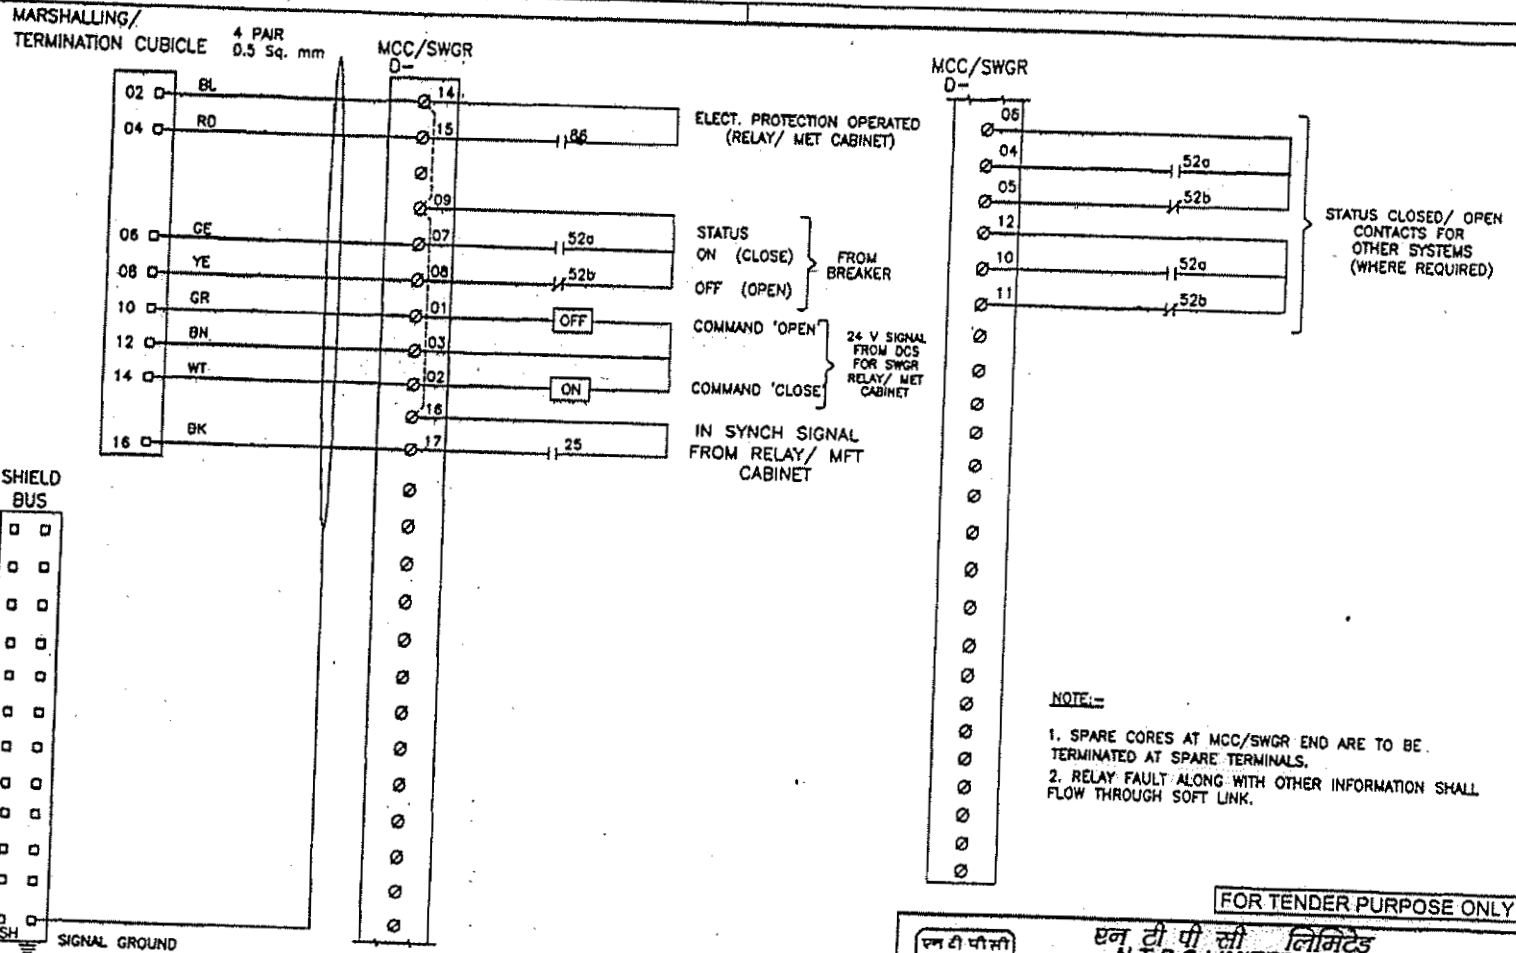 MARSHALLING/
TERMINATION CUBICLE
4 PAIR
0.5 Sq. mm
MCC/SWGR
D-
02 BL 14
04 RD 15 86
ELECT. PROTECTION OPERATED
(RELAY/ MET CABINET)
09
06 GE 07 52a
08 YE 08 52b
STATUS
ON (CLOSE)
OFF (OPEN)
FROM
BREAKER
10 GR 01 OFF
12 BN 03
14 WT 02 ON
COMMAND 'OPEN'
COMMAND 'CLOSE'
24 V SIGNAL
FROM DCS
FOR SWGR
RELAY/ MET
CABINET
16
16 BK 17 25
IN SYNCH SIGNAL
FROM RELAY/ MFT
CABINET
SHIELD
BUS
SH
SIGNAL GROUND
MCC/SWGR
D-
06
04 52a
05 52b
12
10 52a
11 52b
STATUS CLOSED/ OPEN
CONTACTS FOR
OTHER SYSTEMS
(WHERE REQUIRED)
NOTE:-
1. SPARE CORES AT MCC/SWGR END ARE TO BE
TERMINATED AT SPARE TERMINALS.
2. RELAY FAULT ALONG WITH OTHER INFORMATION SHALL
FLOW THROUGH SOFT LINK.
FOR TENDER PURPOSE ONLY
एन टी पी सी
एन टी पी सी लिमिटेड